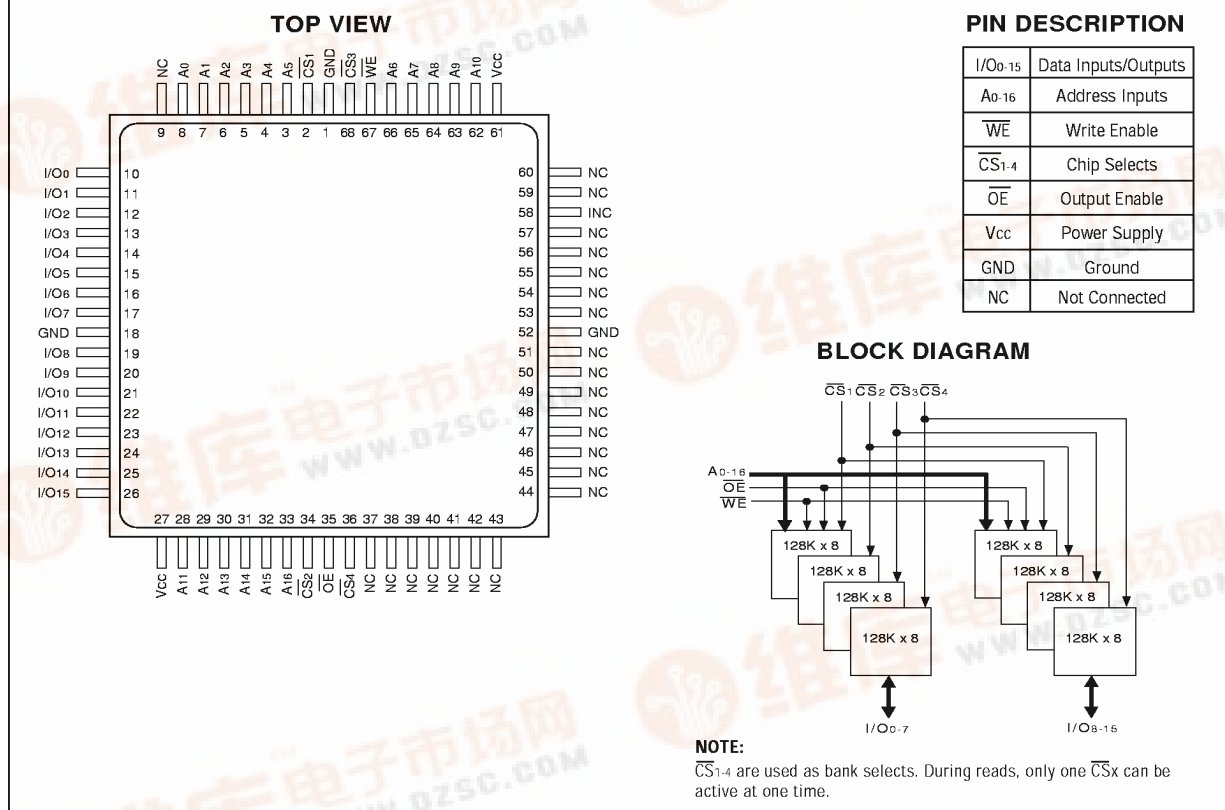 TOP VIEW
NC A0 A1 A2 A3 A4 A5 CS1 GND CS3 WE A6 A7 A8 A9 A10 VCC
9 8 7 6 5 4 3 2 1 68 67 66 65 64 63 62 61
I/O0 10
I/O1 11
I/O2 12
I/O3 13
I/O4 14
I/O5 15
I/O6 16
I/O7 17
GND 18
I/O8 19
I/O9 20
I/O10 21
I/O11 22
I/O12 23
I/O13 24
I/O14 25
I/O15 26
60 NC
59 NC
58 INC
57 NC
56 NC
55 NC
54 NC
53 NC
52 GND
51 NC
50 NC
49 NC
48 NC
47 NC
46 NC
45 NC
44 NC
27 28 29 30 31 32 33 34 35 36 37 38 39 40 41 42 43
VCC A11 A12 A13 A14 A15 A16 CS2 OE CS4 NC NC NC NC NC NC NC
PIN DESCRIPTION
I/O0-15 Data Inputs/Outputs
A0-16 Address Inputs
WE Write Enable
CS1-4 Chip Selects
OE Output Enable
VCC Power Supply
GND Ground
NC Not Connected
BLOCK DIAGRAM
CS1 CS2 CS3 CS4
A0-16
OE
WE
128K x 8 128K x 8
128K x 8 128K x 8
128K x 8 128K x 8
128K x 8 128K x 8
I/O0-7 I/O8-15
NOTE:
CS1-4 are used as bank selects. During reads, only one CSx can be
active at one time.
维库电子市场网
WWW.DZSC.COM